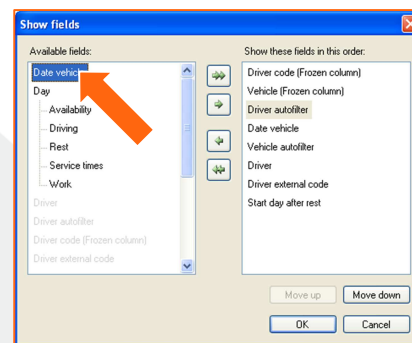 Show fields
Available fields:
Date vehicle
Day
Availability
Driving
Rest
Service times
Work
Driver
Driver autofilter
Driver code (Frozen column)
Driver external code
Show these fields in this order:
Driver code (Frozen column)
Vehicle (Frozen column)
Driver autofilter
Date vehicle
Vehicle autofilter
Driver
Driver external code
Start day after rest
Move up
Move down
OK
Cancel